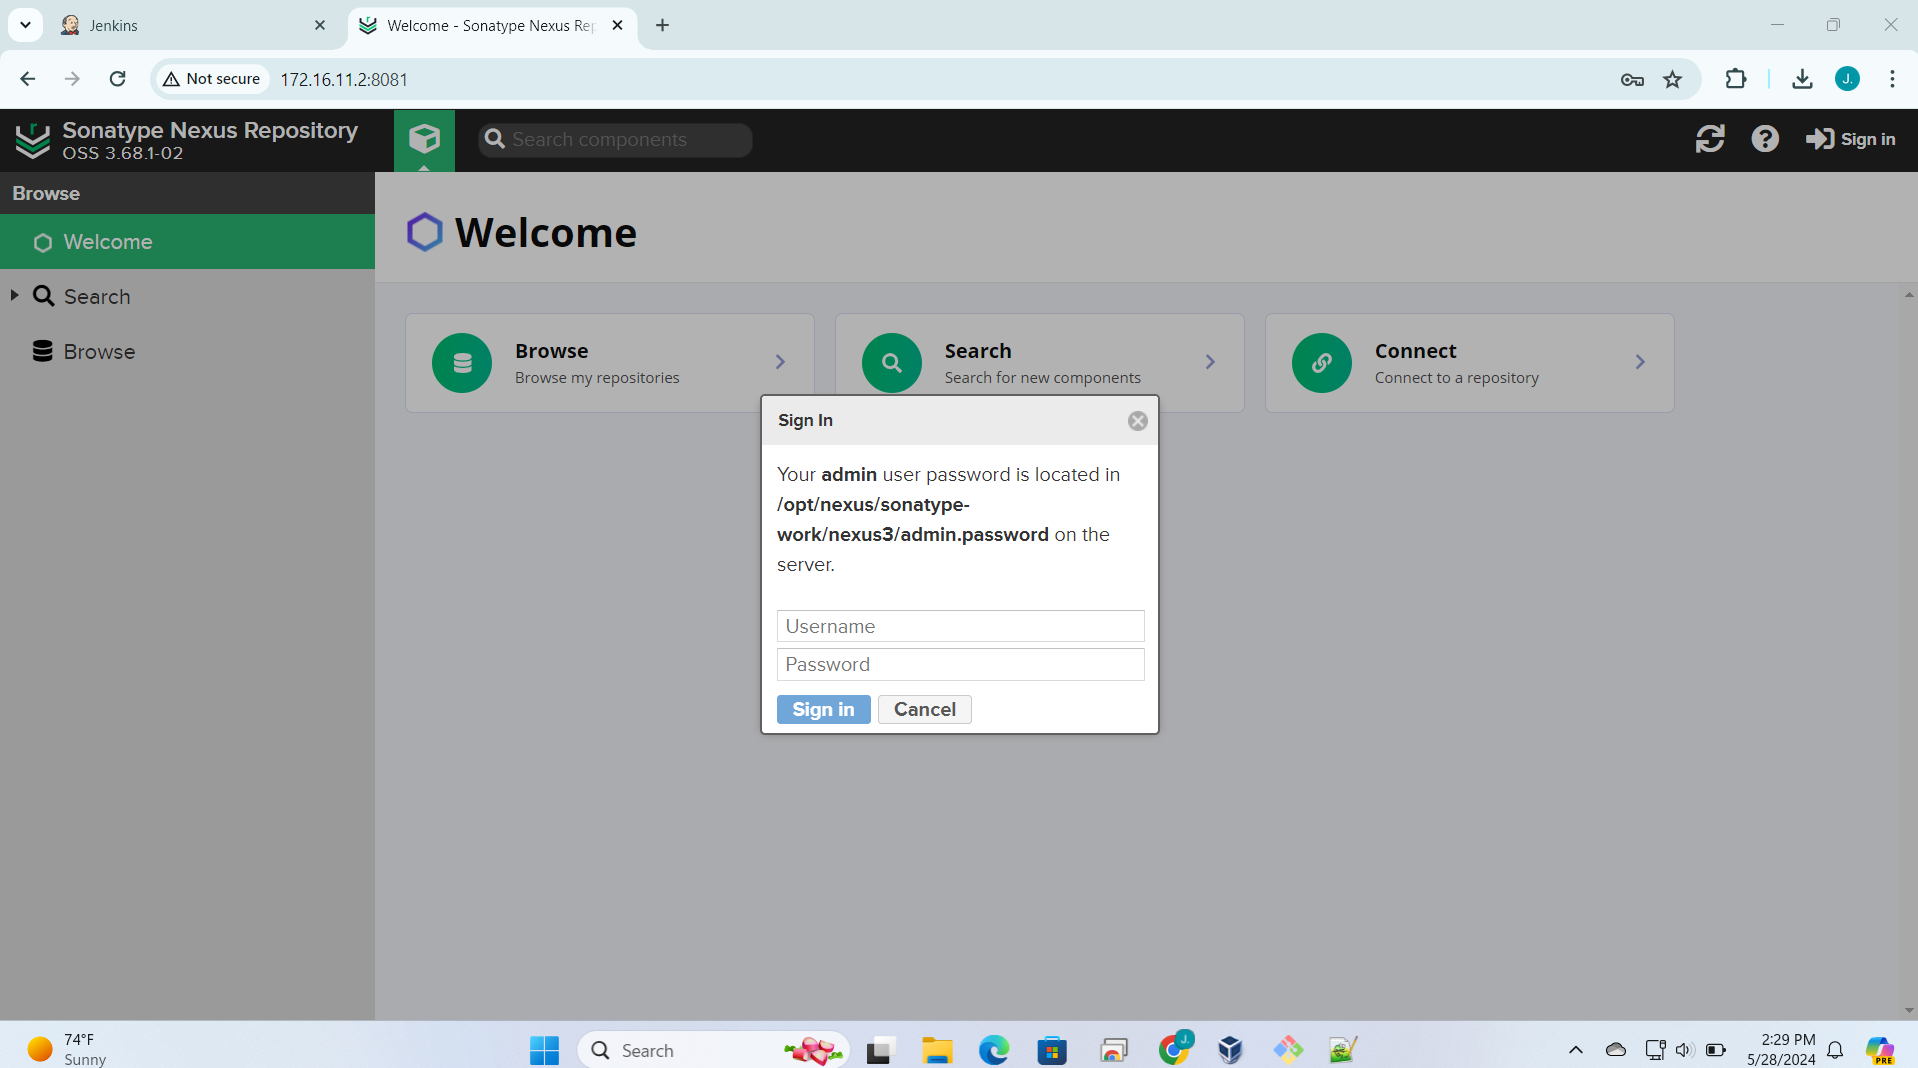 Jenkins
Welcome - Sonatype Nexus Rep
Not secure
172.16.11.2:8081
J.
Sonatype Nexus Repository
OSS 3.68.1-02
Search components
Sign in
Browse
Welcome
Search
Browse
Welcome
Browse
Browse my repositories
Search
Search for new components
Connect
Connect to a repository
Sign In
Your admin user password is located in
/opt/nexus/sonatype-
work/nexus3/admin.password on the
server.
Username
Password
Sign in
Cancel
74°F
Sunny
Search
J.
2:29 PM
5/28/2024
PRE